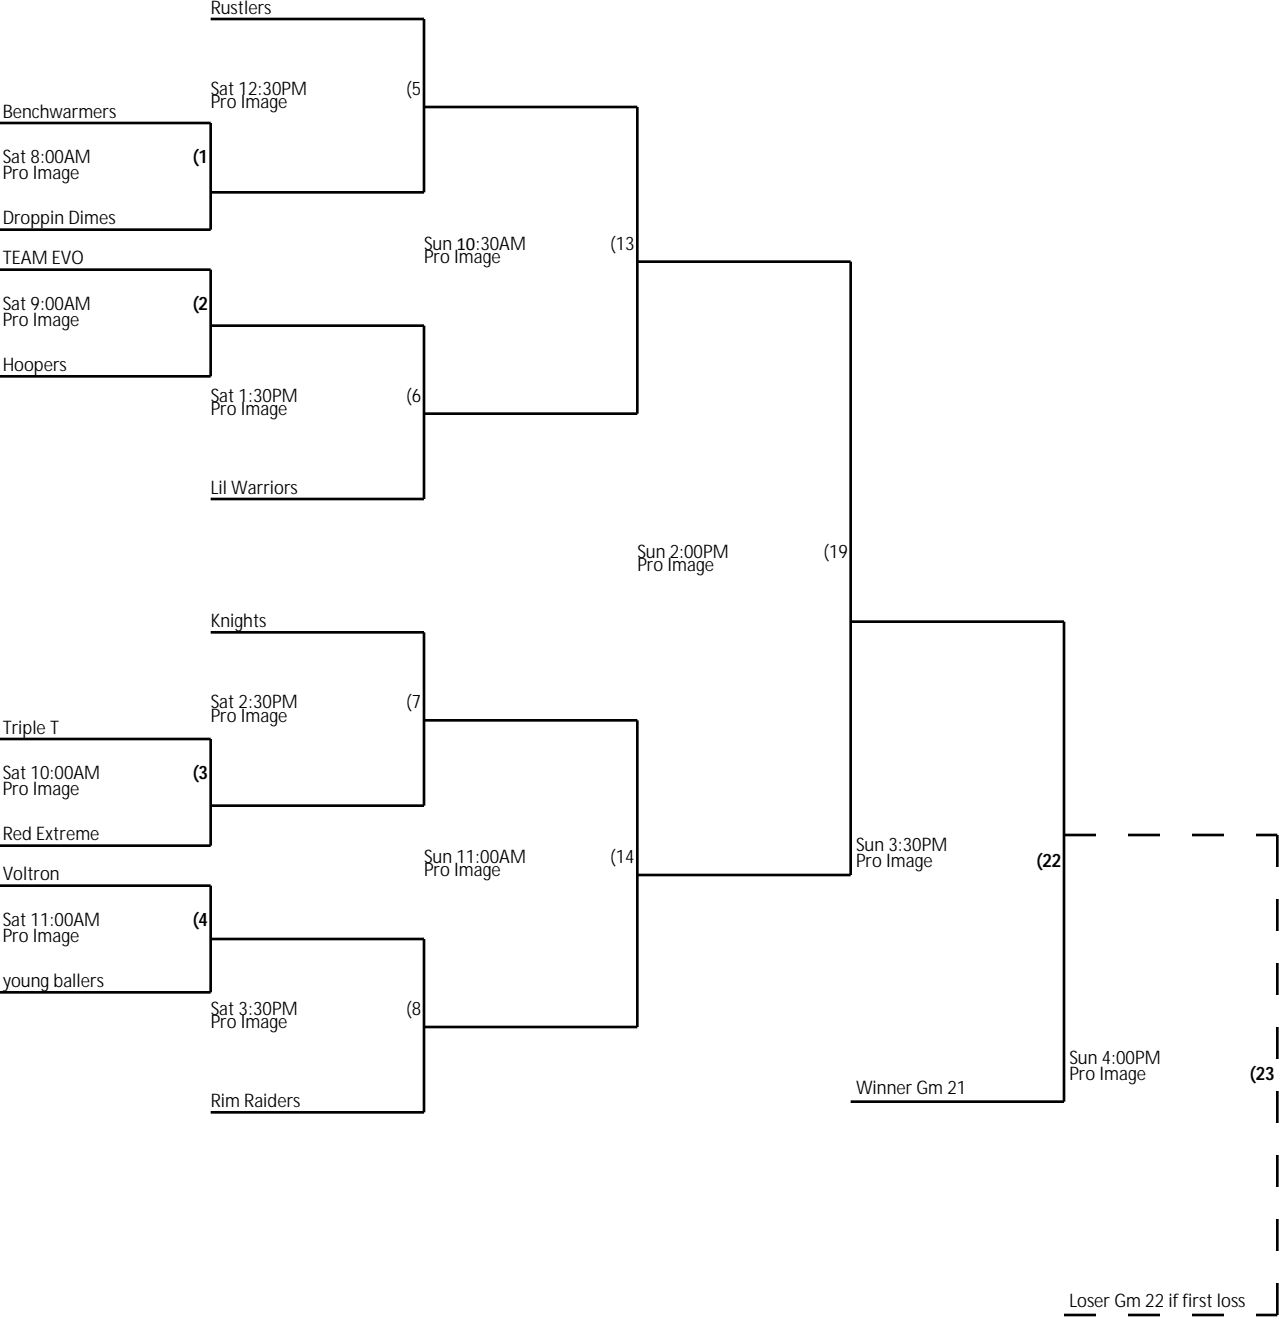 Rustlers
Sat 12:30PM (5
Pro Image
Benchwarmers
Sat 8:00AM (1
Pro Image
Droppin Dimes
TEAM EVO
Sun 10:30AM (13
Pro Image
Sat 9:00AM (2
Pro Image
Hoopers
Sat 1:30PM (6
Pro Image
Lil Warriors
Sun 2:00PM (19
Pro Image
Knights
Sat 2:30PM (7
Pro Image
Triple T
Sat 10:00AM (3
Pro Image
Red Extreme
Sun 3:30PM
Pro Image (22
Sun 11:00AM (14
Pro Image
Voltron
Sat 11:00AM (4
Pro Image
young ballers
Sat 3:30PM (8
Pro Image
Sun 4:00PM
Pro Image (23
Winner Gm 21
Rim Raiders
Loser Gm 22 if first loss